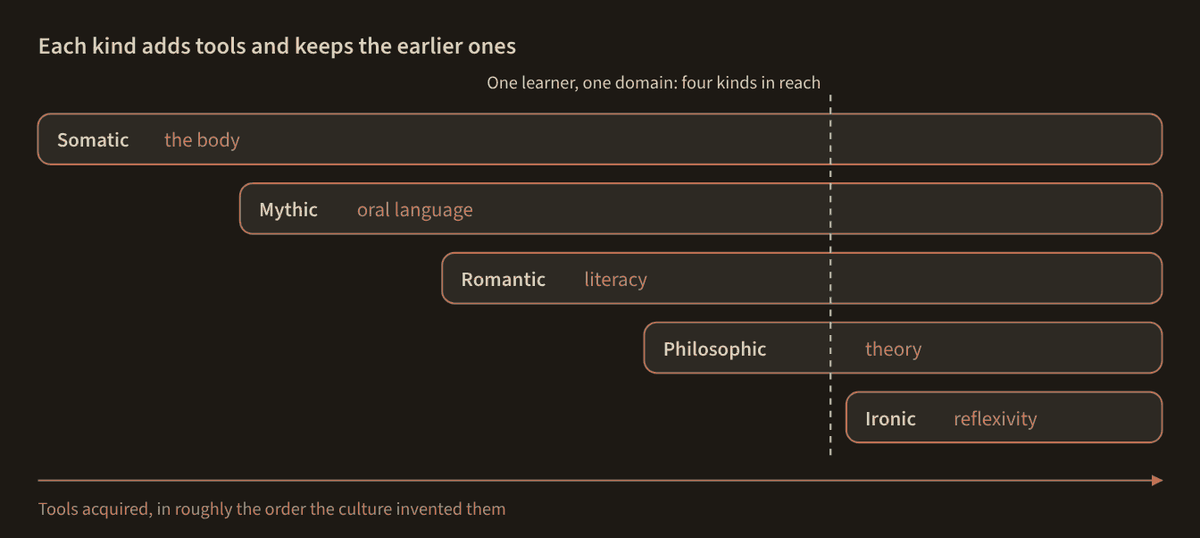 Each kind adds tools and keeps the earlier ones
One learner, one domain: four kinds in reach
Somatic the body
Mythic oral language
Romantic literacy
Philosophic theory
Ironic reflexivity
Tools acquired, in roughly the order the culture invented them